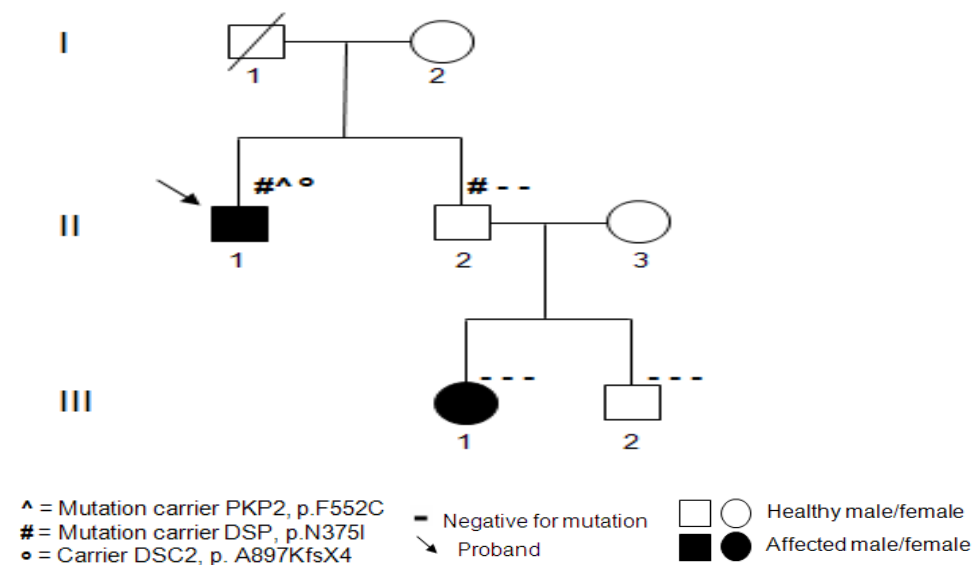 I
1
2
#^ °
# - -
II
1
2
3
- - -
- - -
III
1
2
^ = Mutation carrier PKP2, p.F552C
# = Mutation carrier DSP, p.N375I
° = Carrier DSC2, p. A897KfsX4
- Negative for mutation
Proband
Healthy male/female
Affected male/female